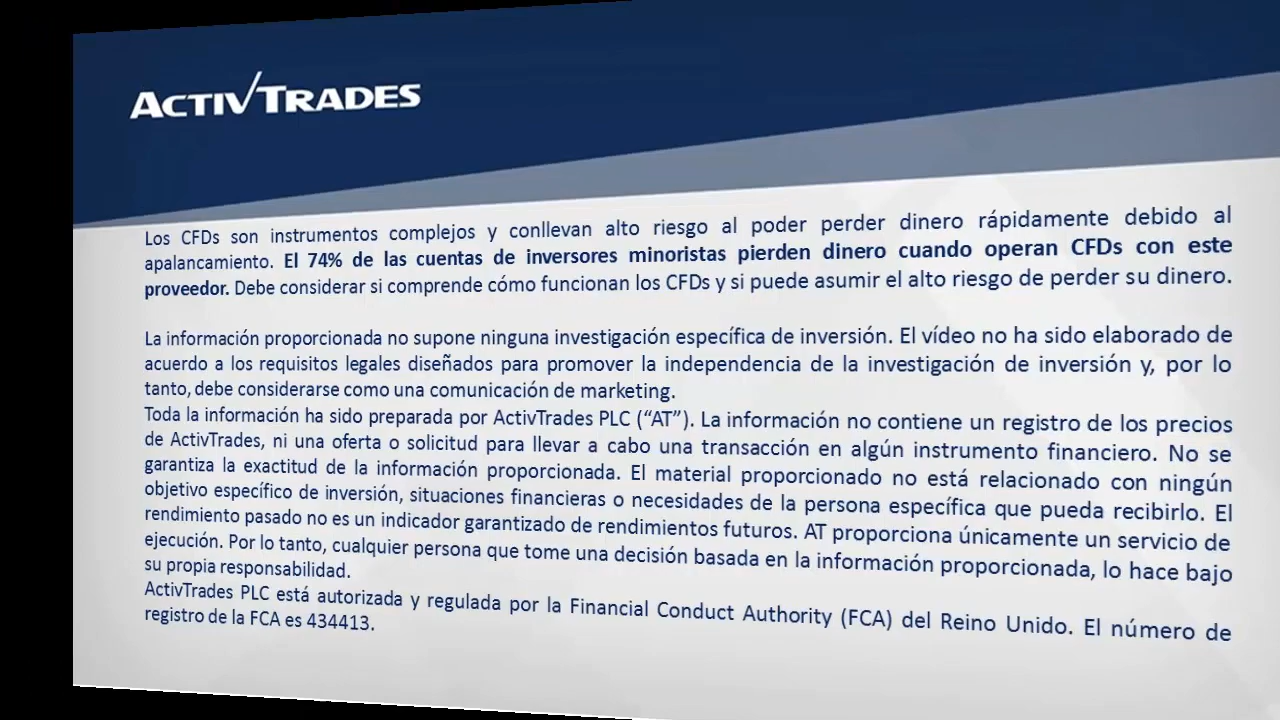 ACTIVTRADES
Los CFDs son instrumentos complejos y conllevan alto riesgo al poder perder dinero rápidamente debido al
apalancamiento. El 74% de las cuentas de inversores minoristas pierden dinero cuando operan CFDs con este
proveedor. Debe considerar si comprende cómo funcionan los CFDs y si puede asumir el alto riesgo de perder su dinero.
La información proporcionada no supone ninguna investigación específica de inversión. El vídeo no ha sido elaborado de
acuerdo a los requisitos legales diseñados para promover la independencia de la investigación de inversión y, por lo
tanto, debe considerarse como una comunicación de marketing.
Toda la información ha sido preparada por ActivTrades PLC (“AT”). La información no contiene un registro de los precios
de ActivTrades, ni una oferta o solicitud para llevar a cabo una transacción en algún instrumento financiero. No se
garantiza la exactitud de la información proporcionada. El material proporcionado no está relacionado con ningún
objetivo específico de inversión, situaciones financieras o necesidades de la persona específica que pueda recibirlo. El
rendimiento pasado no es un indicador garantizado de rendimientos futuros. AT proporciona únicamente un servicio de
ejecución. Por lo tanto, cualquier persona que tome una decisión basada en la información proporcionada, lo hace bajo
su propia responsabilidad.
ActivTrades PLC está autorizada y regulada por la Financial Conduct Authority (FCA) del Reino Unido. El número de
registro de la FCA es 434413.